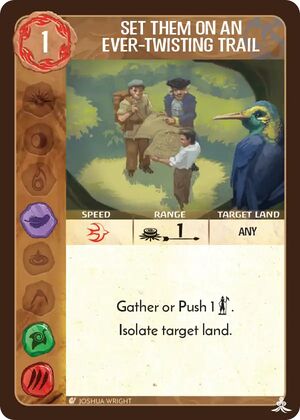 1
SET THEM ON AN
EVER-TWISTING TRAIL
SPEED
RANGE
TARGET LAND
1
ANY
Gather or Push 1 .
Isolate target land.
JOSHUA WRIGHT